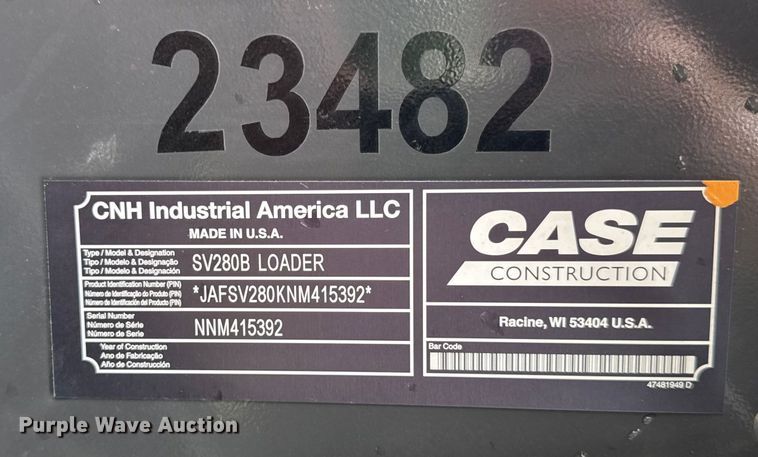 23482
CNH Industrial America LLC
MADE IN U.S.A.
Type / Model & Designation
Tipo / Modelo & Designação
Tipo / Modelo & Designación
SV280B LOADER
Product Identification Number (PIN)
Número de Identificação do Produto (PIN)
Número de Identificación del Producto (PIN)
*JAFSV280KNM415392*
Serial Number
Número de Série
Número de Serie
NNM415392
Year of Construction
Ano de Fabricação
Año de Construcción
CASE
CONSTRUCTION
Racine, WI 53404 U.S.A.
Bar Code
47481949 D
Purple Wave Auction